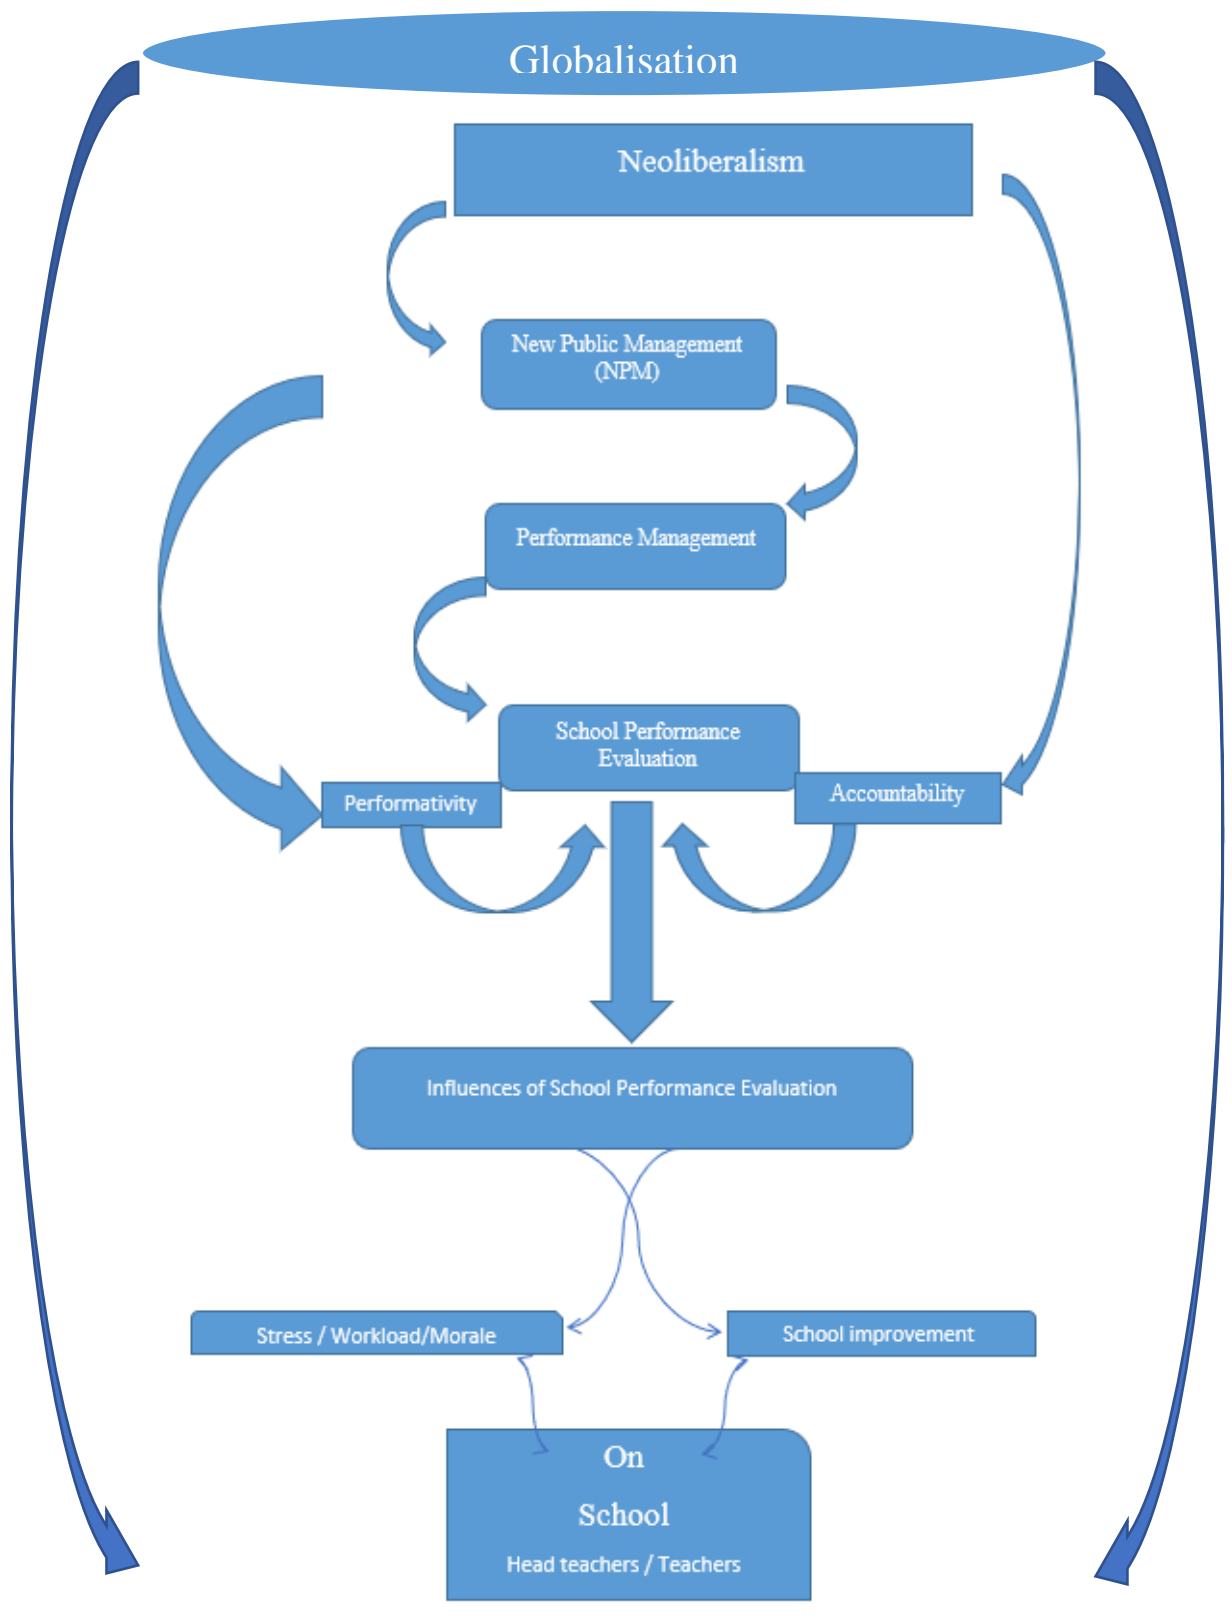 Globalisation
Neoliberalism
New Public Management
(NPM)
Performance Management
School Performance
Evaluation
Performativity
Accountability
Influences of School Performance Evaluation
Stress / Workload/Morale
School improvement
On
School
Head teachers / Teachers